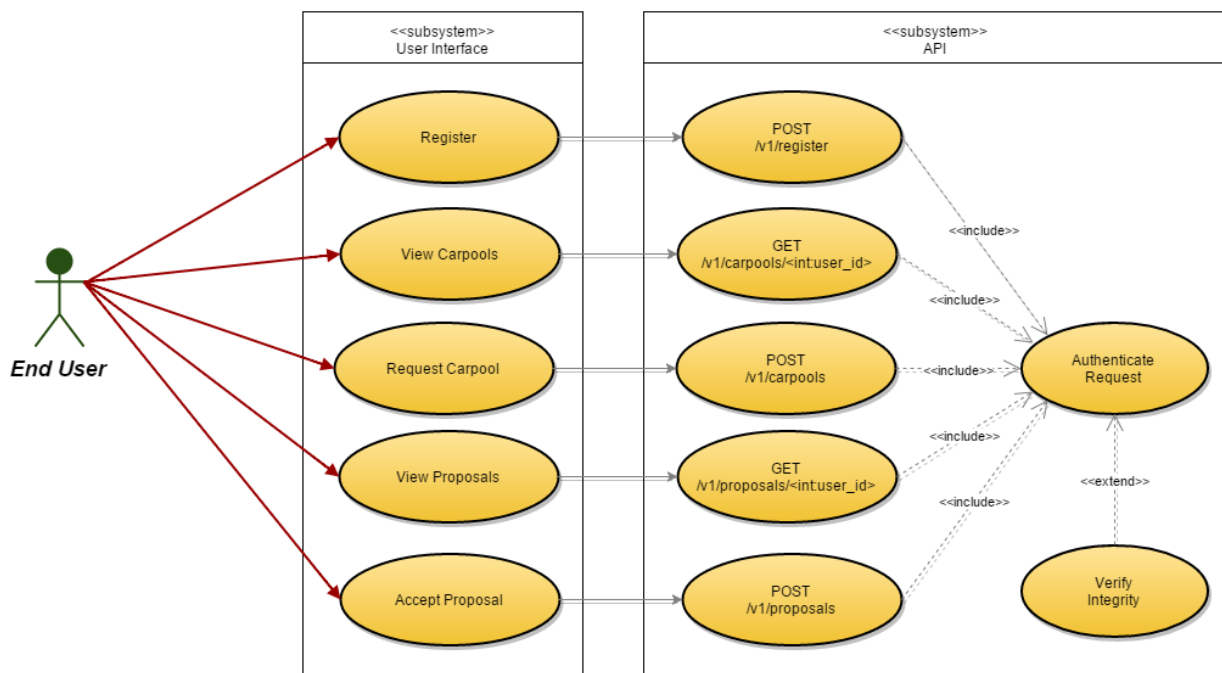 <<subsystem>>
User Interface
<<subsystem>>
API
Register
POST
/v1/register
<<include>>
View Carpools
GET
/v1/carpools/<int:user_id>
<<include>>
End User
Request Carpool
POST
/v1/carpools
<<include>>
Authenticate
Request
View Proposals
GET
/v1/proposals/<int:user_id>
<<include>>
<<extend>>
<<include>>
Accept Proposal
POST
/v1/proposals
Verify
Integrity